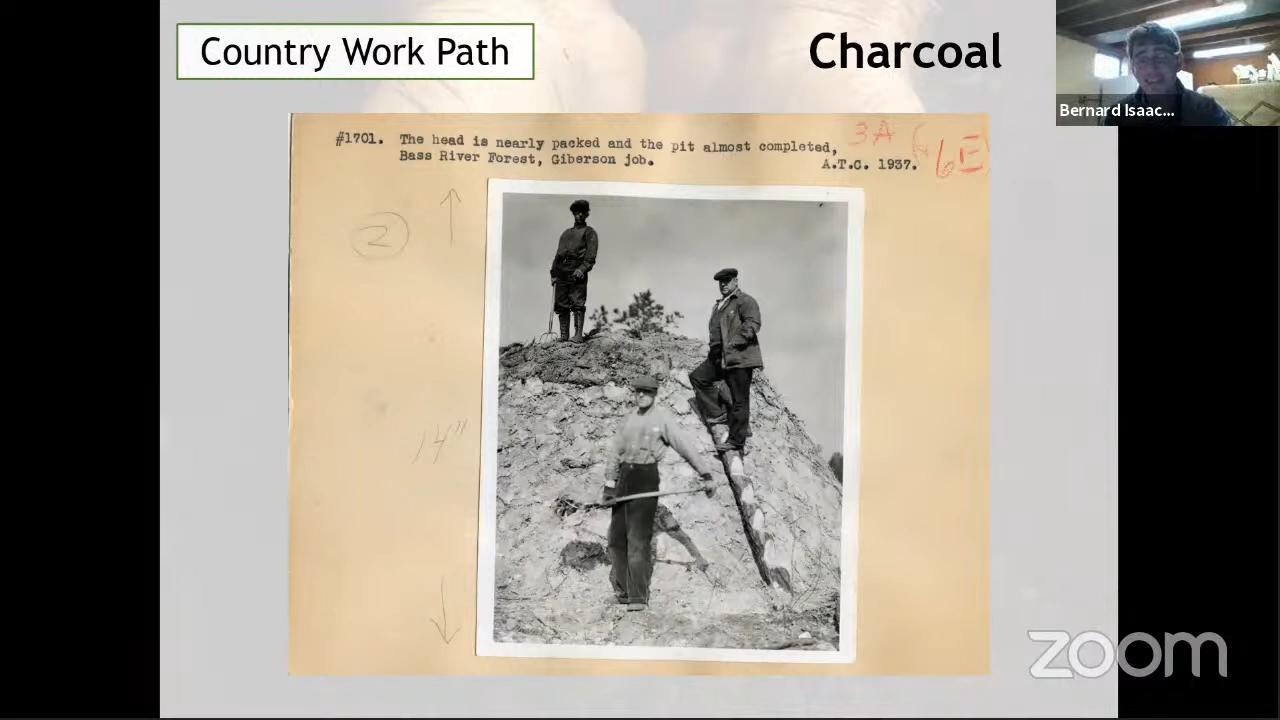 Country Work Path
Charcoal
Bernard Isaac...
#1701. The head is nearly packed and the pit almost completed,
Bass River Forest, Giberson job. A.T.C. 1937.
3A
6E
2
14"
zoom